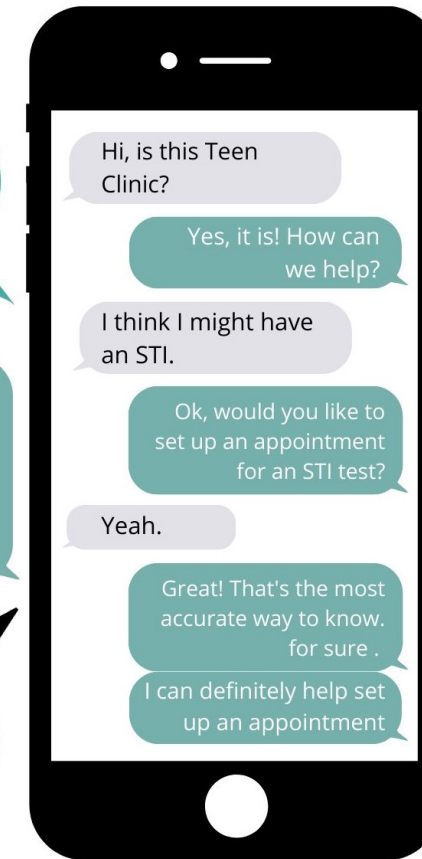 Hi, is this Teen
Clinic?
Yes, it is! How can
we help?
I think I might have
an STI.
Ok, would you like to
set up an appointment
for an STI test?
Yeah.
Great! That's the most
accurate way to know.
for sure .
I can definitely help set
up an appointment